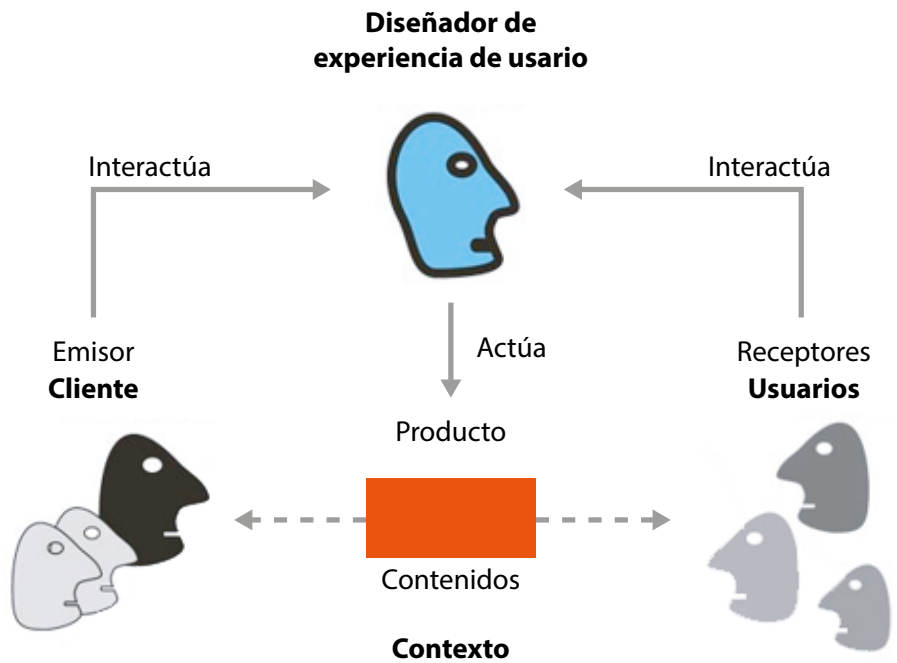 Diseñador de
experiencia de usario
Interactúa
Interactúa
Emisor
Cliente
Actúa
Receptores
Usuarios
Producto
Contenidos
Contexto